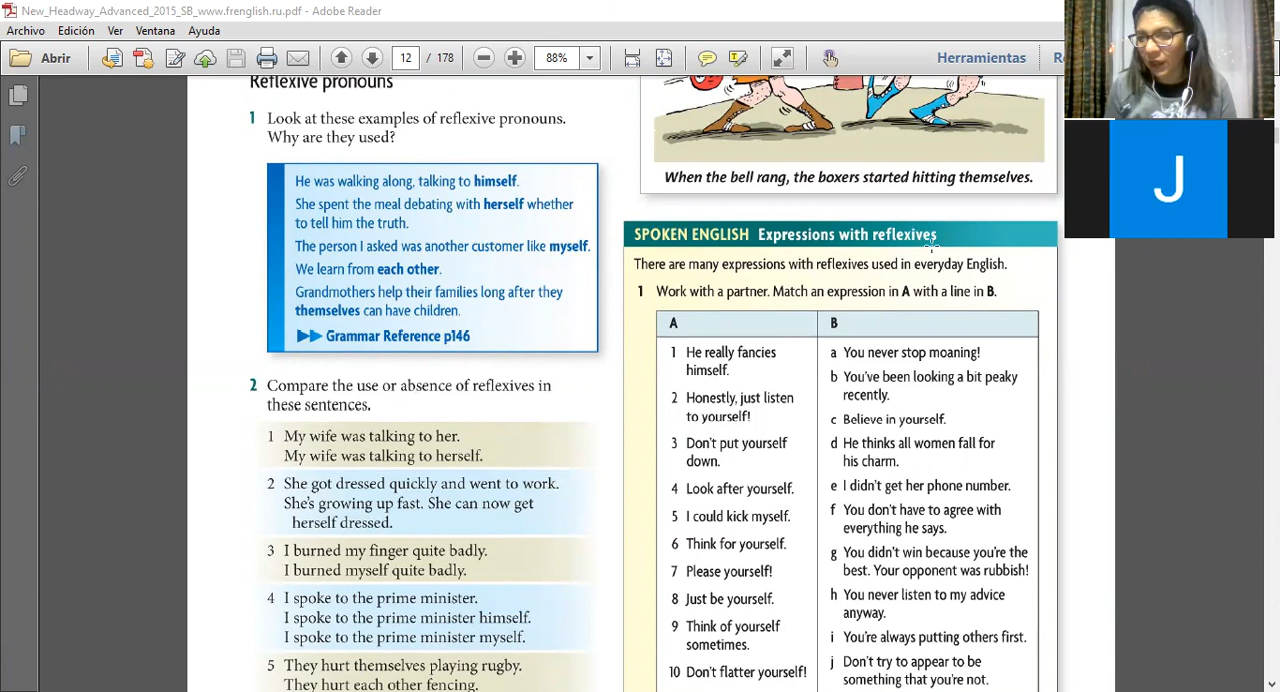 New_Headway_Advanced_2015_SB_www.frenglish.ru.pdf - Adobe Reader
Archivo Edición Ver Ventana Ayuda
Abrir
12 / 178
88%
Herramientas
Reflexive pronouns
1 Look at these examples of reflexive pronouns.
Why are they used?
He was walking along, talking to himself.
She spent the meal debating with herself whether
to tell him the truth.
The person I asked was another customer like myself.
We learn from each other.
Grandmothers help their families long after they
themselves can have children.
Grammar Reference p146
2 Compare the use or absence of reflexives in
these sentences.
1 My wife was talking to her.
My wife was talking to herself.
2 She got dressed quickly and went to work.
She's growing up fast. She can now get
herself dressed.
3 I burned my finger quite badly.
I burned myself quite badly.
4 I spoke to the prime minister.
I spoke to the prime minister himself.
I spoke to the prime minister myself.
5 They hurt themselves playing rugby.
They hurt each other fencing.
When the bell rang, the boxers started hitting themselves.
SPOKEN ENGLISH Expressions with reflexives
There are many expressions with reflexives used in everyday English.
1 Work with a partner. Match an expression in A with a line in B.
A
1 He really fancies
himself.
2 Honestly, just listen
to yourself!
3 Don't put yourself
down.
4 Look after yourself.
5 I could kick myself.
6 Think for yourself.
7 Please yourself!
8 Just be yourself.
9 Think of yourself
sometimes.
10 Don't flatter yourself!
B
a You never stop moaning!
b You've been looking a bit peaky
recently.
c Believe in yourself.
d He thinks all women fall for
his charm.
e I didn't get her phone number.
f You don't have to agree with
everything he says.
g You didn't win because you're the
best. Your opponent was rubbish!
h You never listen to my advice
anyway.
i You're always putting others first.
j Don't try to appear to be
something that you're not.
J